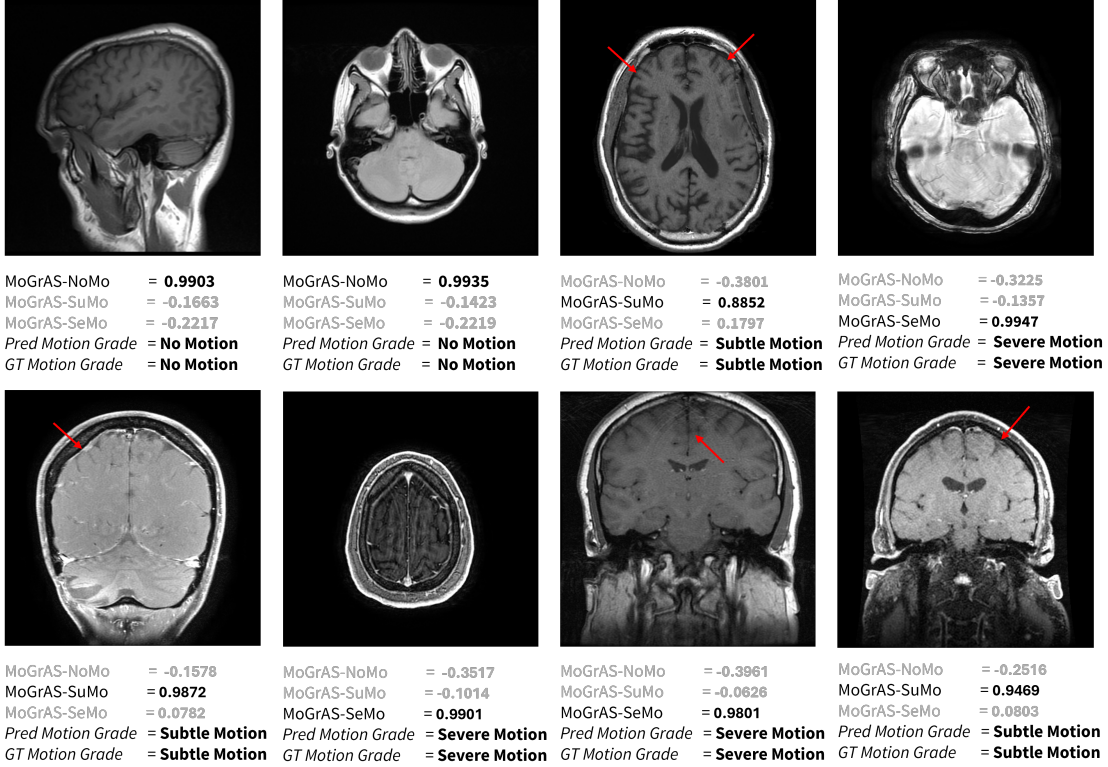 MoGrAS-NoMo = 0.9903
MoGrAS-SuMo = -0.1663
MoGrAS-SeMo = -0.2217
Pred Motion Grade = No Motion
GT Motion Grade = No Motion
MoGrAS-NoMo = 0.9935
MoGrAS-SuMo = -0.1423
MoGrAS-SeMo = -0.2219
Pred Motion Grade = No Motion
GT Motion Grade = No Motion
MoGrAS-NoMo = -0.3801
MoGrAS-SuMo = 0.8852
MoGrAS-SeMo = 0.1797
Pred Motion Grade = Subtle Motion
GT Motion Grade = Subtle Motion
MoGrAS-NoMo = -0.3225
MoGrAS-SuMo = -0.1357
MoGrAS-SeMo = 0.9947
Pred Motion Grade = Severe Motion
GT Motion Grade = Severe Motion
MoGrAS-NoMo = -0.1578
MoGrAS-SuMo = 0.9872
MoGrAS-SeMo = 0.0782
Pred Motion Grade = Subtle Motion
GT Motion Grade = Subtle Motion
MoGrAS-NoMo = -0.3517
MoGrAS-SuMo = -0.1014
MoGrAS-SeMo = 0.9901
Pred Motion Grade = Severe Motion
GT Motion Grade = Severe Motion
MoGrAS-NoMo = -0.3961
MoGrAS-SuMo = -0.0626
MoGrAS-SeMo = 0.9801
Pred Motion Grade = Severe Motion
GT Motion Grade = Severe Motion
MoGrAS-NoMo = -0.2516
MoGrAS-SuMo = 0.9469
MoGrAS-SeMo = 0.0803
Pred Motion Grade = Subtle Motion
GT Motion Grade = Subtle Motion